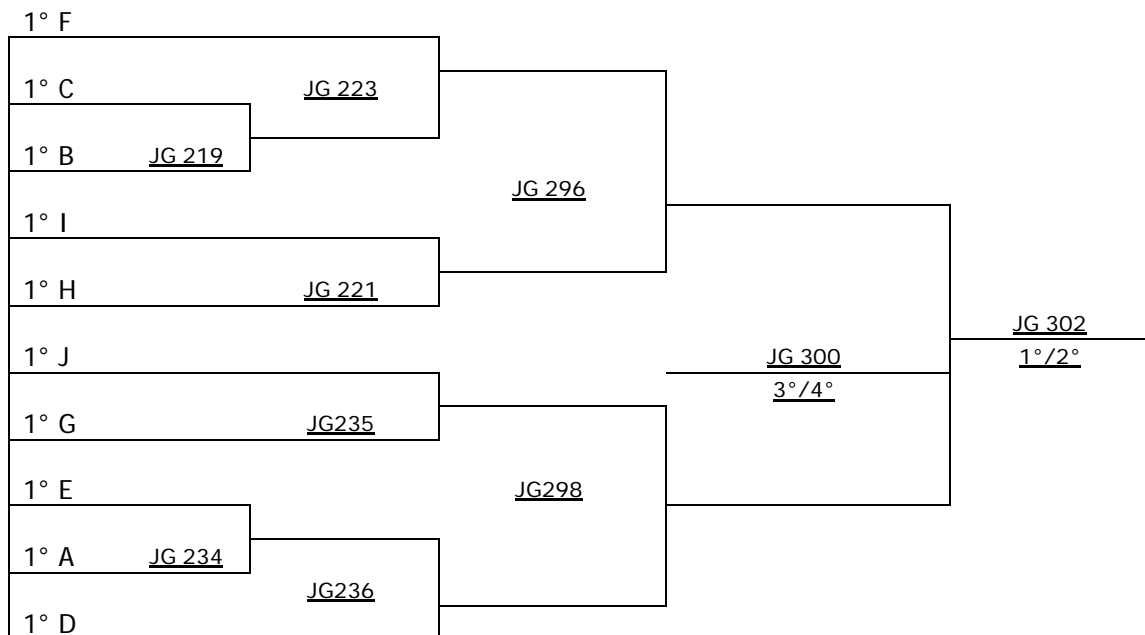 1° F
1° C
JG 223
1° B
JG 219
JG 296
1° I
1° H
JG 221
JG 302
1° J
JG 300
1°/2°
3°/4°
1° G
JG235
1° E
JG298
1° A
JG 234
JG236
1° D